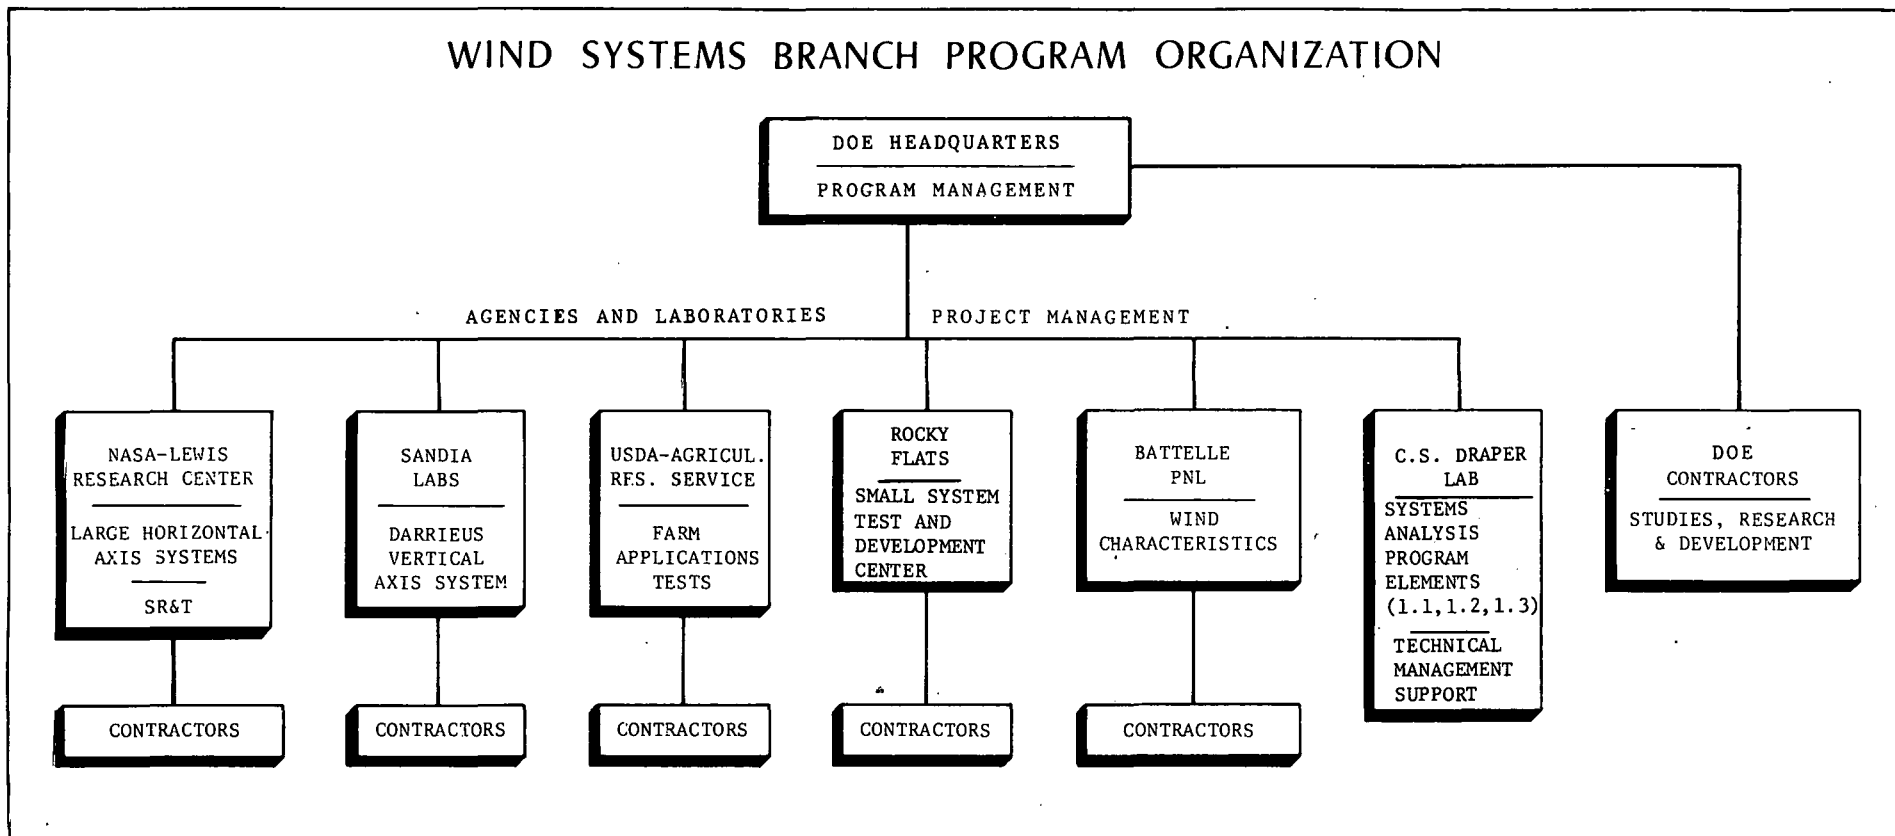 WIND SYSTEMS BRANCH PROGRAM ORGANIZATION
DOE HEADQUARTERS
PROGRAM MANAGEMENT
AGENCIES AND LABORATORIES
PROJECT MANAGEMENT
NASA-LEWIS
RESEARCH CENTER
LARGE HORIZONTAL
AXIS SYSTEMS
SR&T
SANDIA
LABS
DARRIEUS
VERTICAL
AXIS SYSTEM
USDA-AGRICUL.
RES. SERVICE
FARM
APPLICATIONS
TESTS
ROCKY
FLATS
SMALL SYSTEM
TEST AND
DEVELOPMENT
CENTER
BATTELLE
PNL
WIND
CHARACTERISTICS
C.S. DRAPER
LAB
SYSTEMS
ANALYSIS
PROGRAM
ELEMENTS
(1.1,1.2,1.3)
TECHNICAL
MANAGEMENT
SUPPORT
DOE
CONTRACTORS
STUDIES, RESEARCH
& DEVELOPMENT
CONTRACTORS
CONTRACTORS
CONTRACTORS
CONTRACTORS
CONTRACTORS